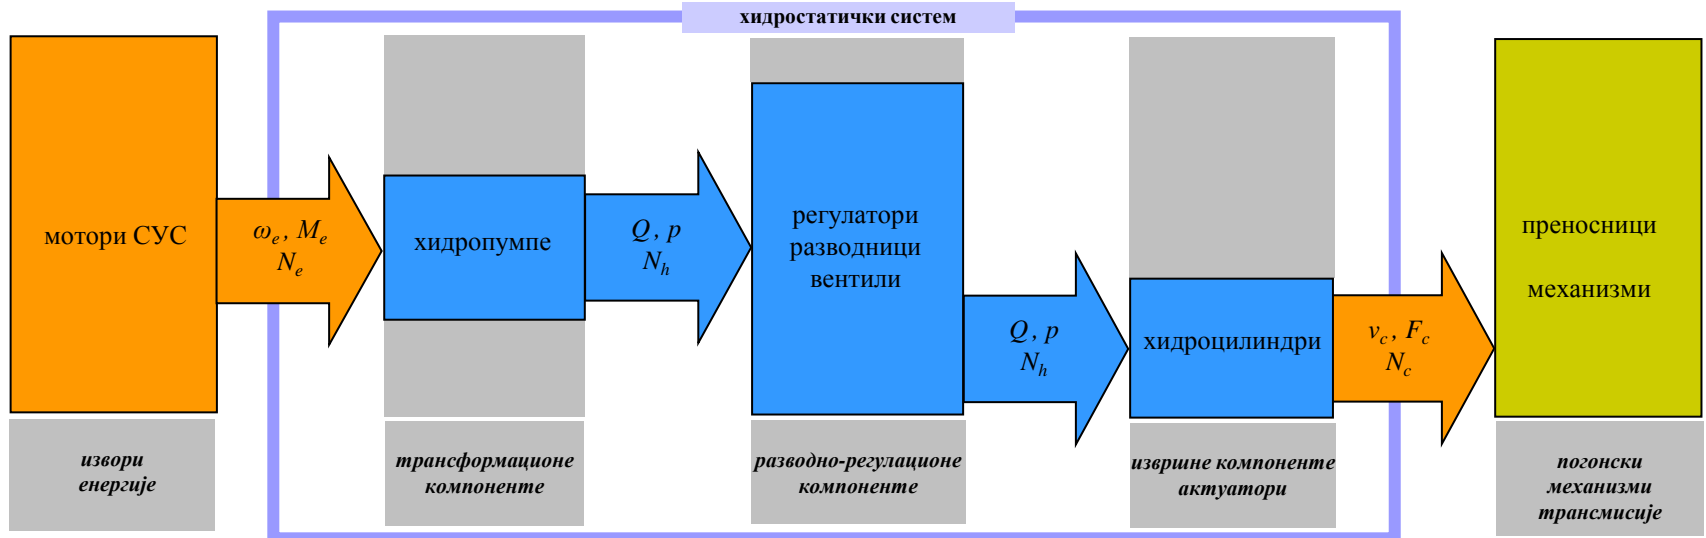 хидростатички систем
мотори СУС
ωe, Me
Ne
хидропумпе
Q, p
Nh
регулатори
разводници
вентили
Q, p
Nh
хидроцилиндри
vc, Fc
Nc
преносници
механизми
извори
енергије
трансформационе
компоненте
разводно-регулационе
компоненте
извршне компоненте
актуатори
погонски
механизми
трансмисије